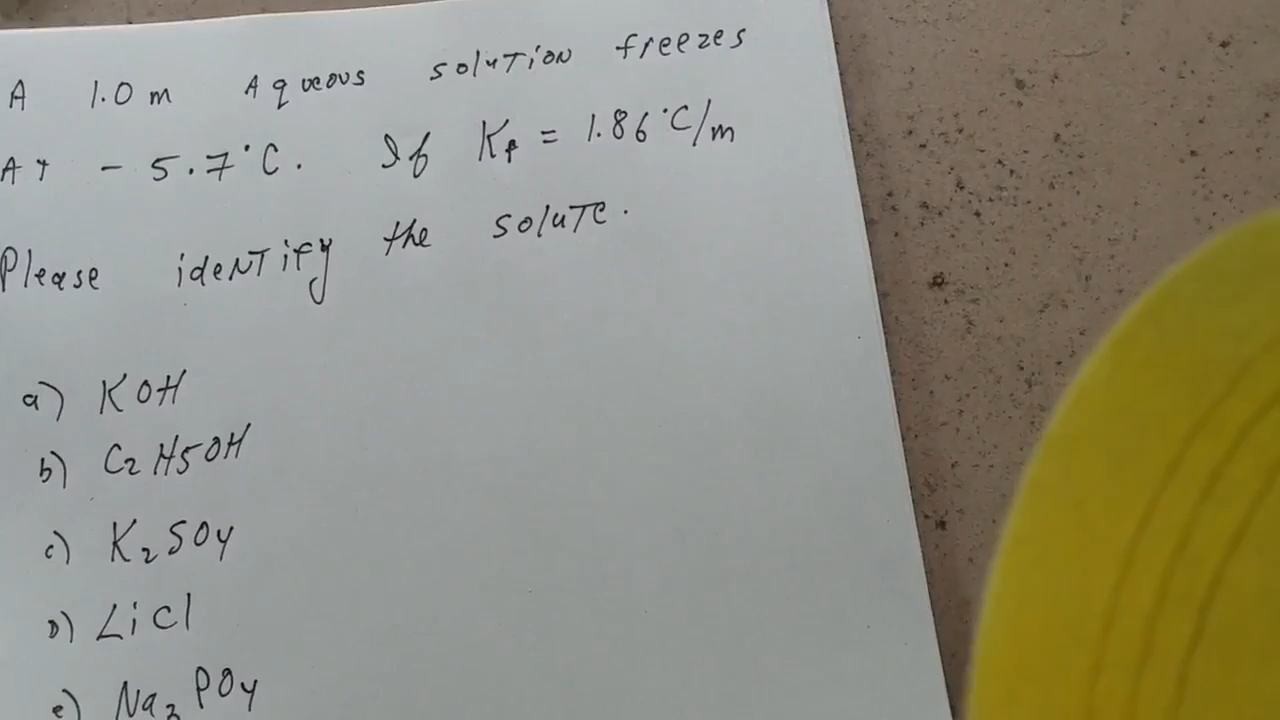 A 1.0 m Aqueous solution freezes
At - 5.7°C. If Kf = 1.86°C/m
Please identify the solute.
a) KOH
b) C2H5OH
c) K2SO4
D) LiCl
e) Na3PO4